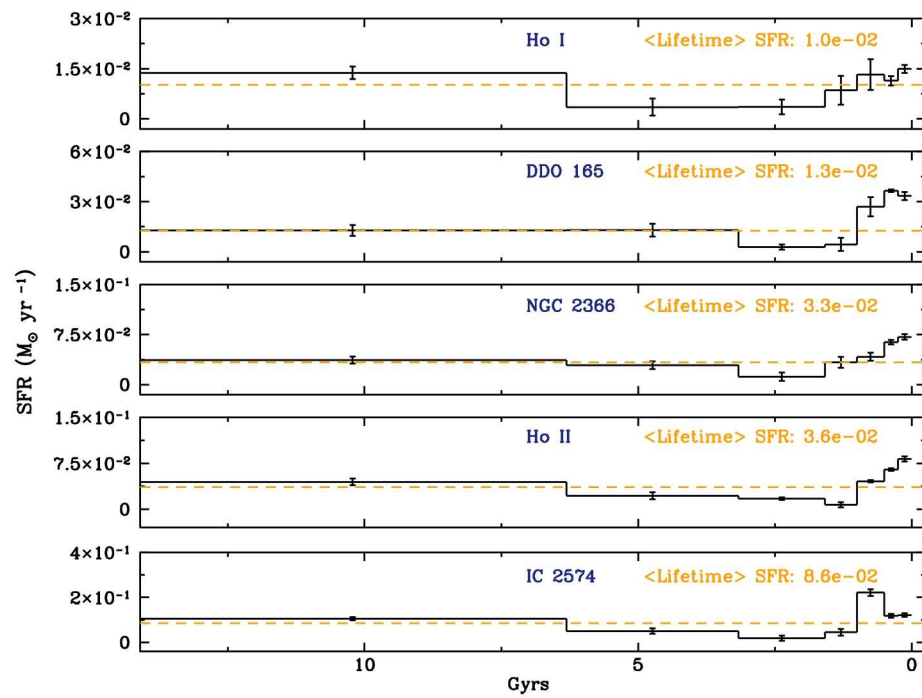 3×10⁻²
Ho I <Lifetime> SFR: 1.0e−02
1.5×10⁻²
0
6×10⁻²
DDO 165 <Lifetime> SFR: 1.3e−02
3×10⁻²
0
1.5×10⁻¹
NGC 2366 <Lifetime> SFR: 3.3e−02
7.5×10⁻²
0
SFR (M⊙ yr⁻¹)
1.5×10⁻¹
Ho II <Lifetime> SFR: 3.6e−02
7.5×10⁻²
0
4×10⁻¹
IC 2574 <Lifetime> SFR: 8.6e−02
2×10⁻¹
0
10 5 0
Gyrs